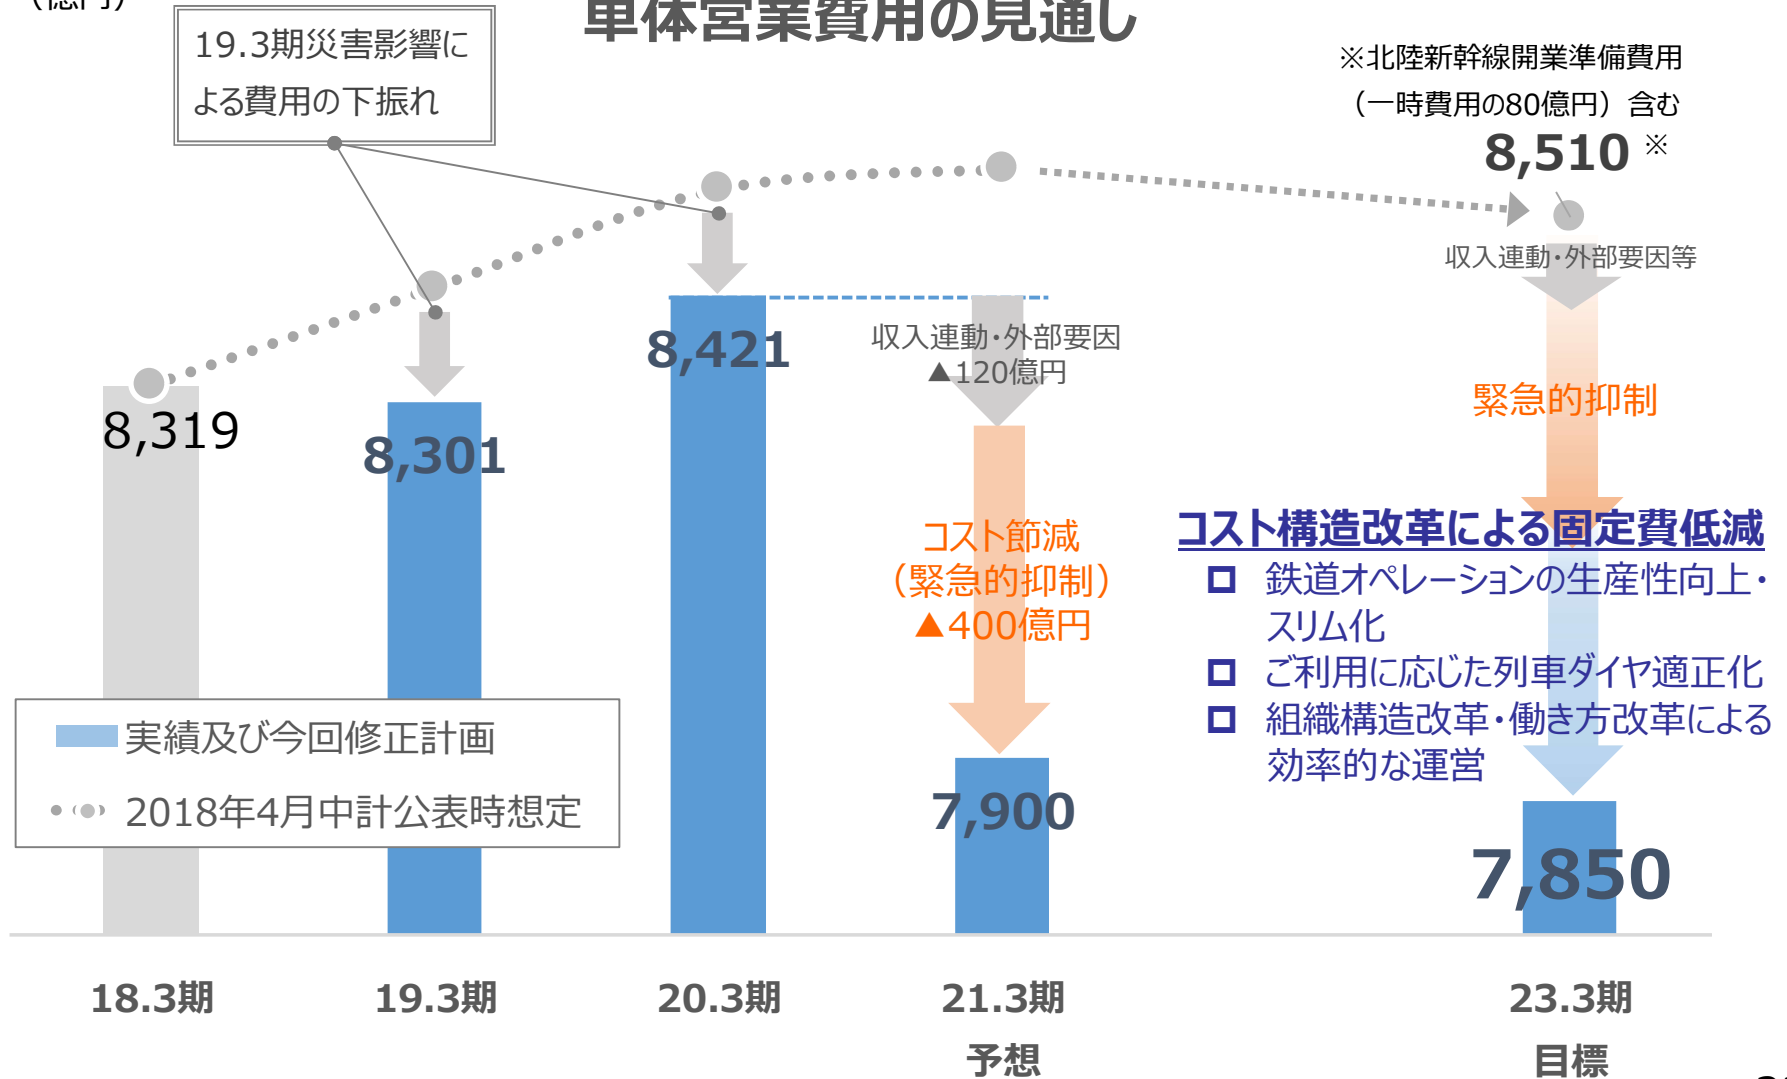 （億円）
単体営業費用の見通し
19.3期災害影響に
よる費用の下振れ
※北陸新幹線開業準備費用
（一時費用の80億円）含む
8,510 ※
収入連動・外部要因等
8,319
8,301
8,421
収入連動・外部要因
▲120億円
緊急的抑制
コスト節減
（緊急的抑制）
▲400億円
コスト構造改革による固定費低減
鉄道オペレーションの生産性向上・
スリム化
ご利用に応じた列車ダイヤ適正化
組織構造改革・働き方改革による
効率的な運営
実績及び今回修正計画
2018年4月中計公表時想定
7,900
7,850
18.3期
19.3期
20.3期
21.3期
予想
23.3期
目標